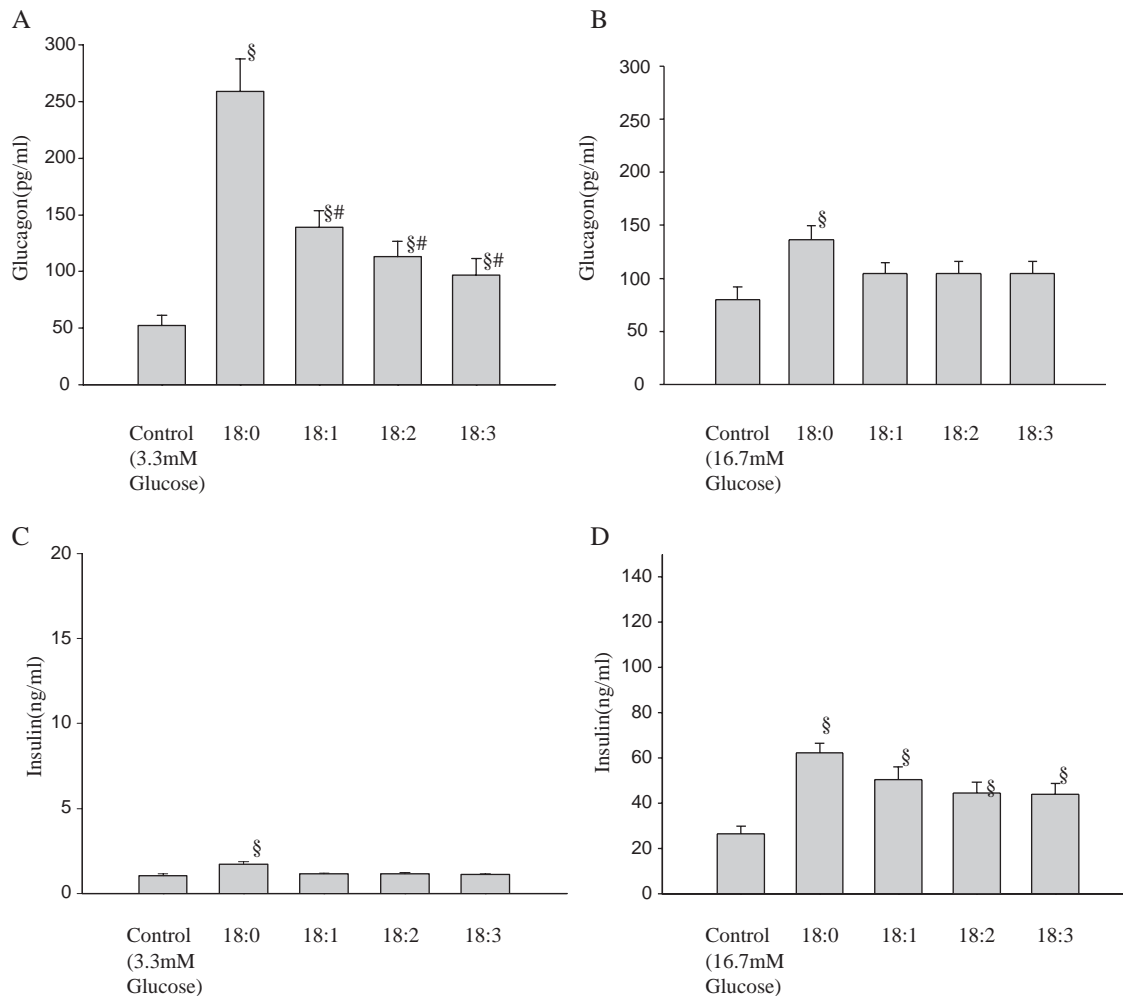 A
300
250
200
150
100
50
0
Glucagon(pg/ml)
§
§#
§#
§#
Control
(3.3mM
Glucose)
18:0
18:1
18:2
18:3
B
300
250
200
150
100
50
0
Glucagon(pg/ml)
§
Control
(16.7mM
Glucose)
18:0
18:1
18:2
18:3
C
20
15
10
5
0
Insulin(ng/ml)
§
Control
(3.3mM
Glucose)
18:0
18:1
18:2
18:3
D
140
120
100
80
60
40
20
0
Insulin(ng/ml)
§
§
§
§
Control
(16.7mM
Glucose)
18:0
18:1
18:2
18:3